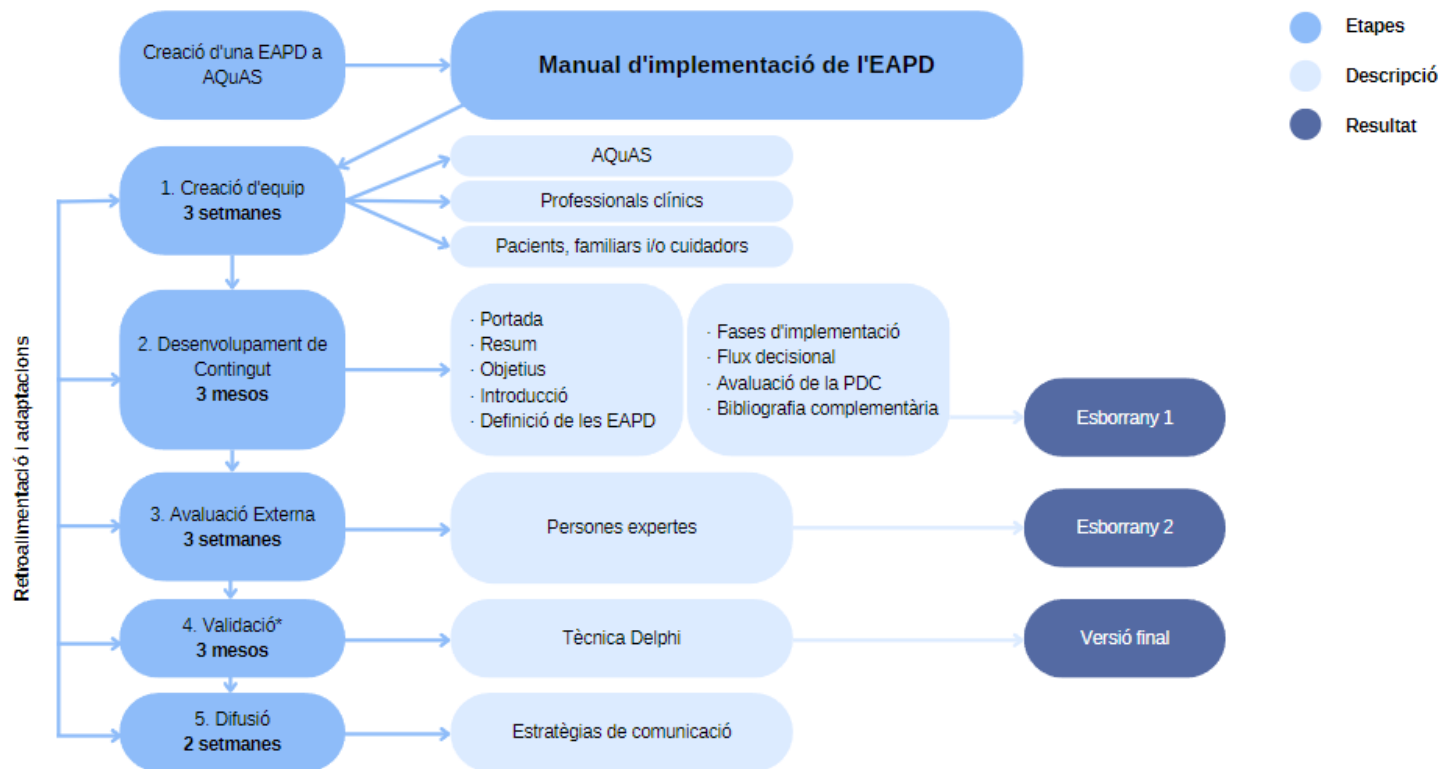 Creació d'una EAPD a
AQuAS
Manual d'implementació de l'EAPD
Etapes
Descripció
Resultat
1. Creació d'equip
3 setmanes
AQuAS
Professionals clínics
Pacients, familiars i/o cuidadors
2. Desenvolupament de
Contingut
3 mesos
· Portada
· Resum
· Objetius
· Introducció
· Definició de les EAPD
· Fases d'implementació
· Flux decisional
· Avaluació de la PDC
· Bibliografia complementària
Esborrany 1
Retroalimentació i adaptacions
3. Avaluació Externa
3 setmanes
Persones expertes
Esborrany 2
4. Validació*
3 mesos
Tècnica Delphi
Versió final
5. Difusió
2 setmanes
Estratègias de comunicació